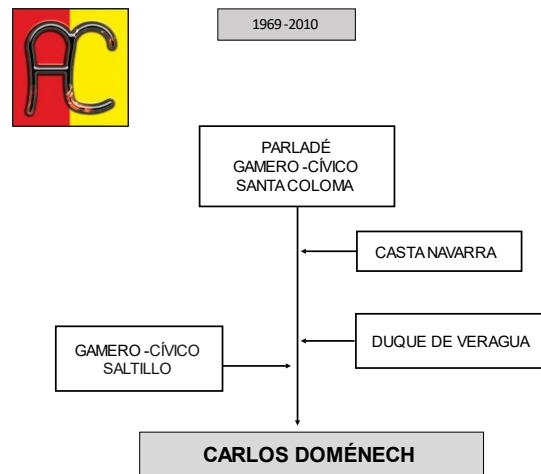 1969-2010
AC
PARLADÉ
GAMERO-CÍVICO
SANTA COLOMA
CASTA NAVARRA
GAMERO-CÍVICO
SALTILLO
DUQUE DE VERAGUA
CARLOS DOMÉNECH